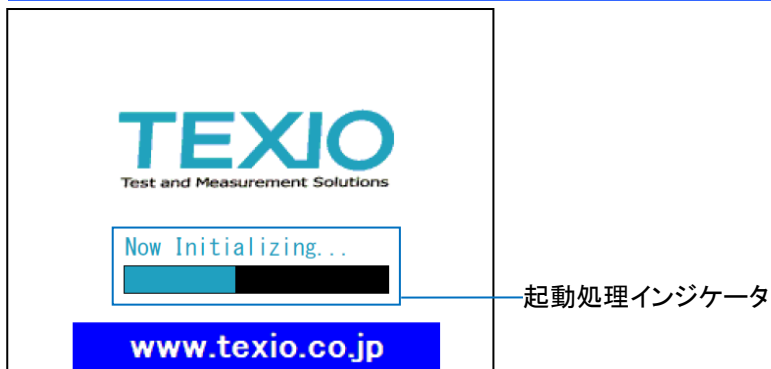 TEXIO
Test and Measurement Solutions
Now Initializing...
起動処理インジケータ
www.texio.co.jp